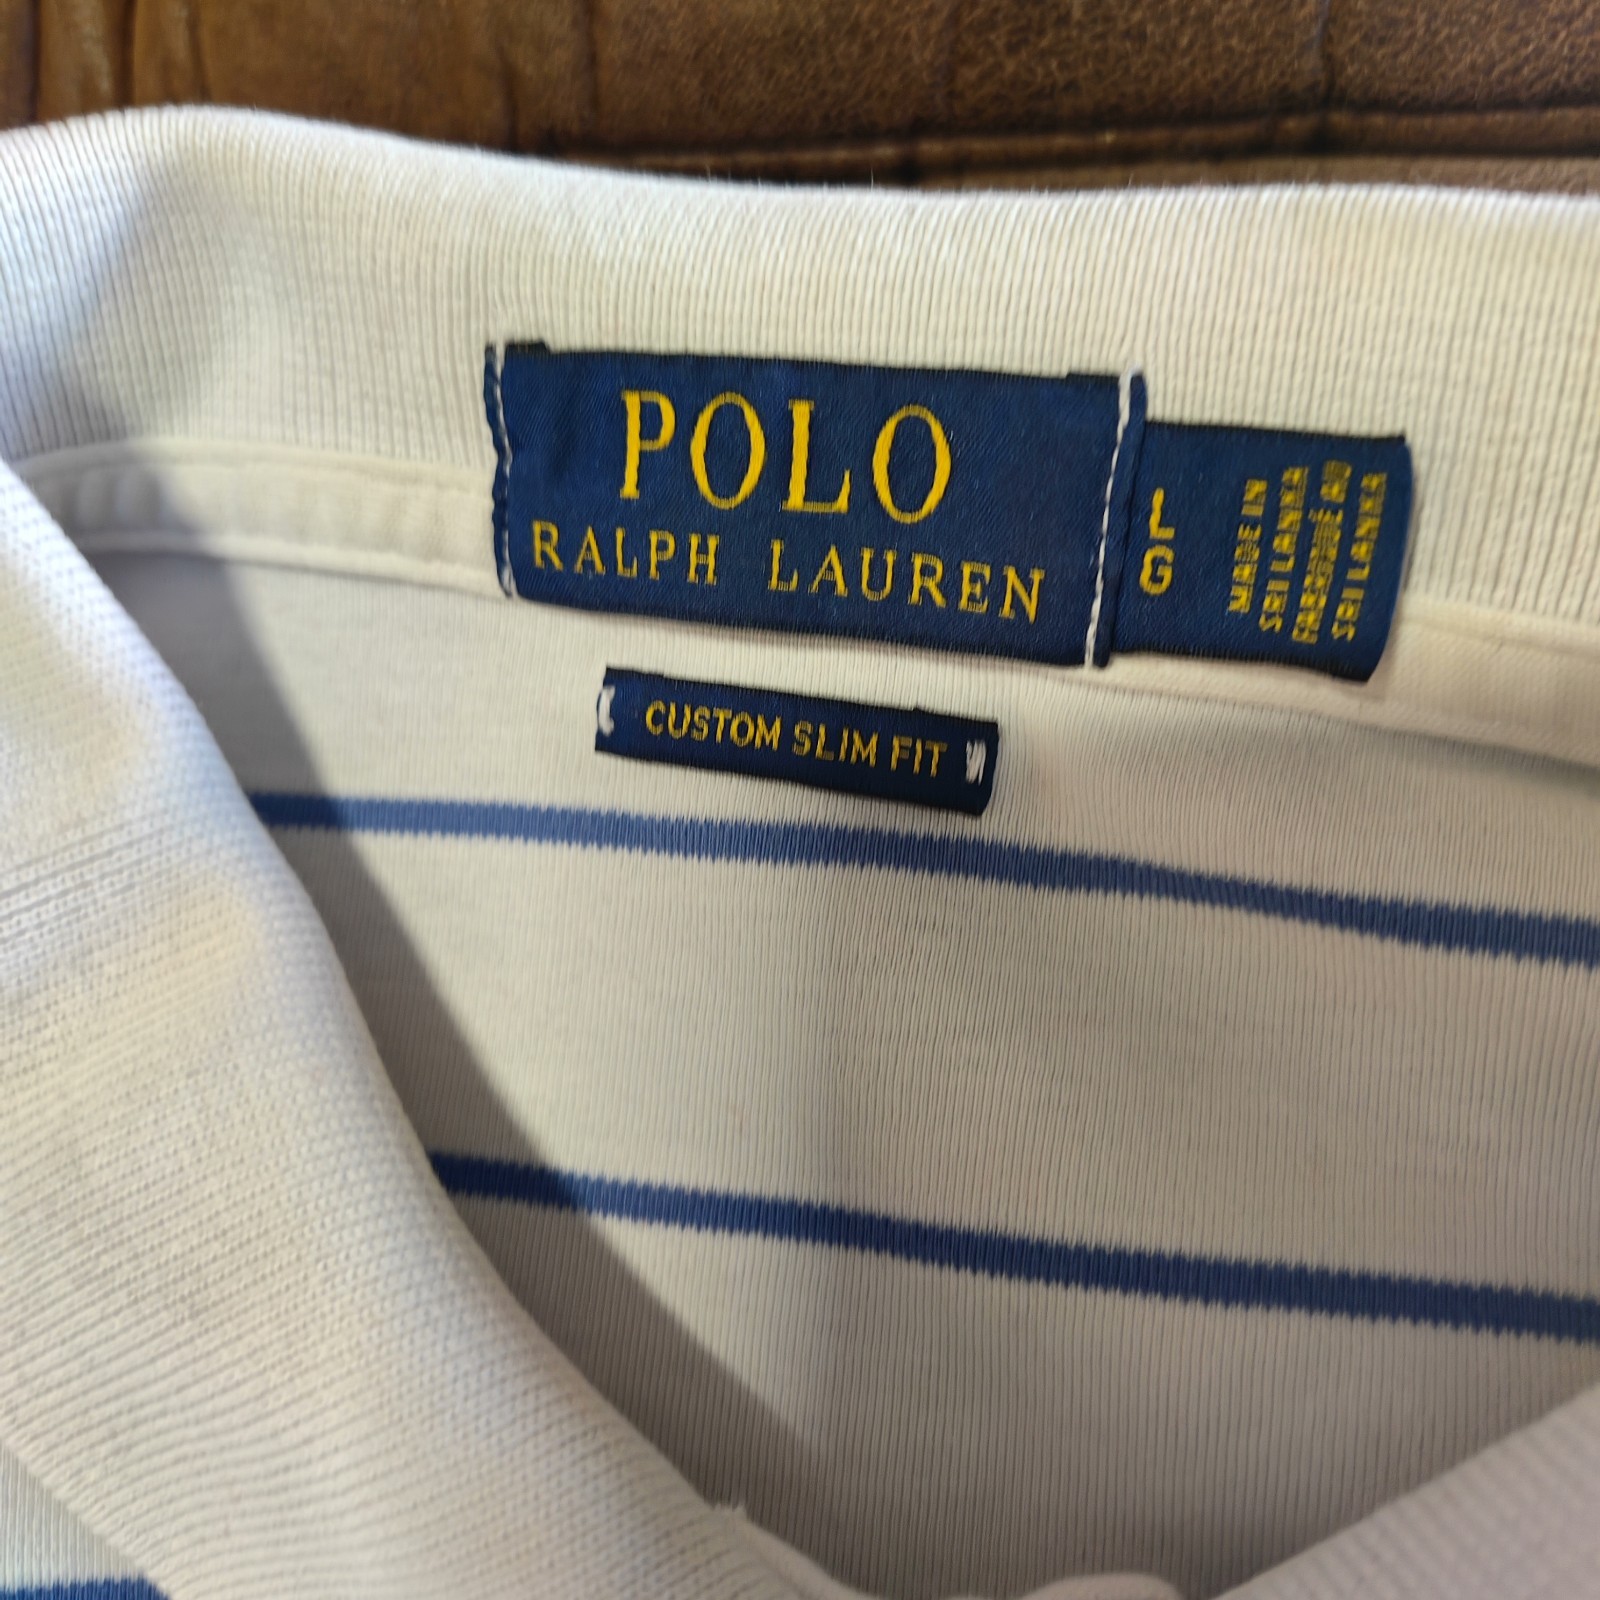 POLO
RALPH LAUREN
L
G
MADE IN
SRI LANKA
FABRIQUÉ AU
SRI LANKA
CUSTOM SLIM FIT